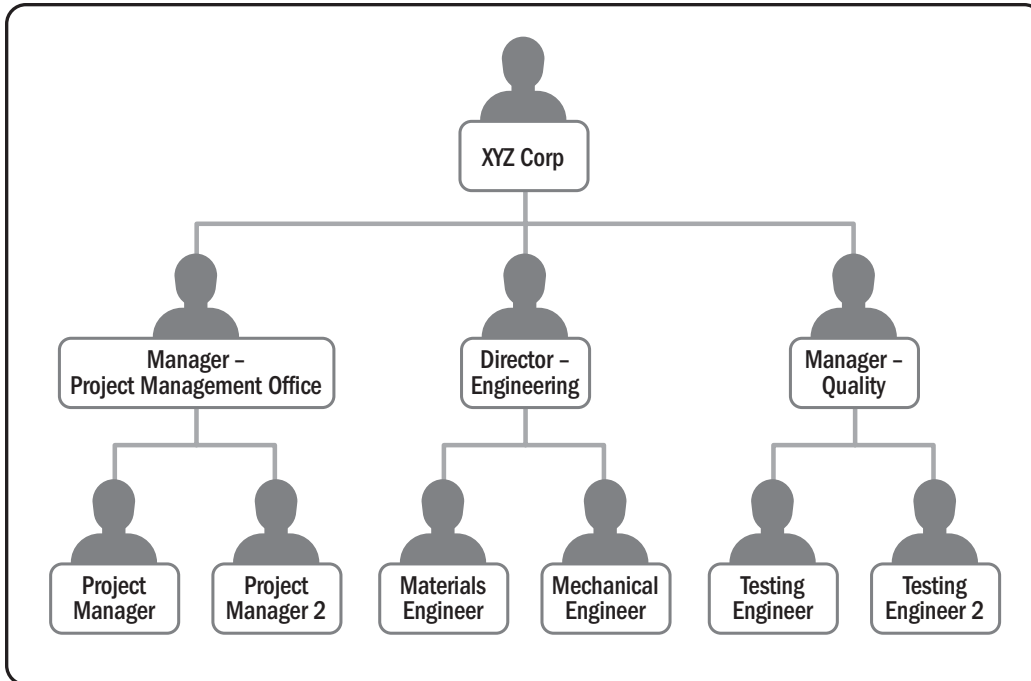 XYZ Corp
Manager –
Project Management Office
Director –
Engineering
Manager –
Quality
Project
Manager
Project
Manager 2
Materials
Engineer
Mechanical
Engineer
Testing
Engineer
Testing
Engineer 2